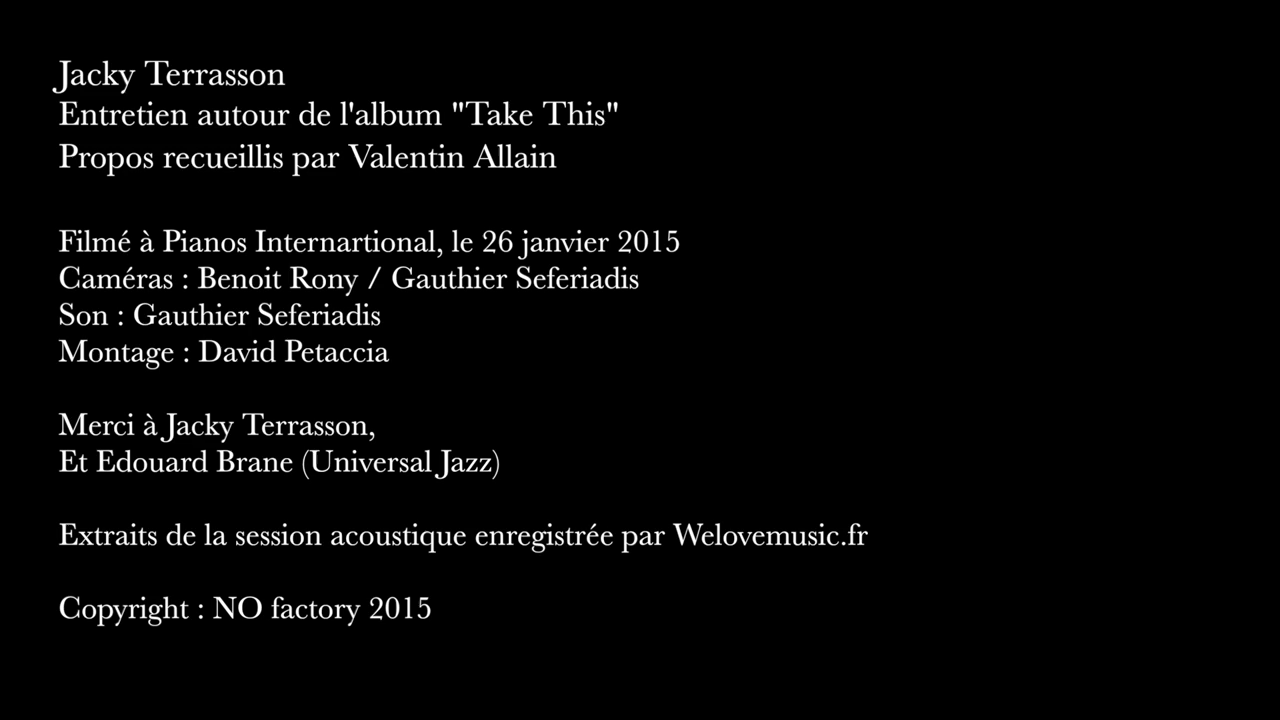 Jacky Terrasson
Entretien autour de l'album "Take This"
Propos recueillis par Valentin Allain
Filmé à Pianos Internartional, le 26 janvier 2015
Caméras : Benoit Rony / Gauthier Seferiadis
Son : Gauthier Seferiadis
Montage : David Petaccia
Merci à Jacky Terrasson,
Et Edouard Brane (Universal Jazz)
Extraits de la session acoustique enregistrée par Welovemusic.fr
Copyright : NO factory 2015